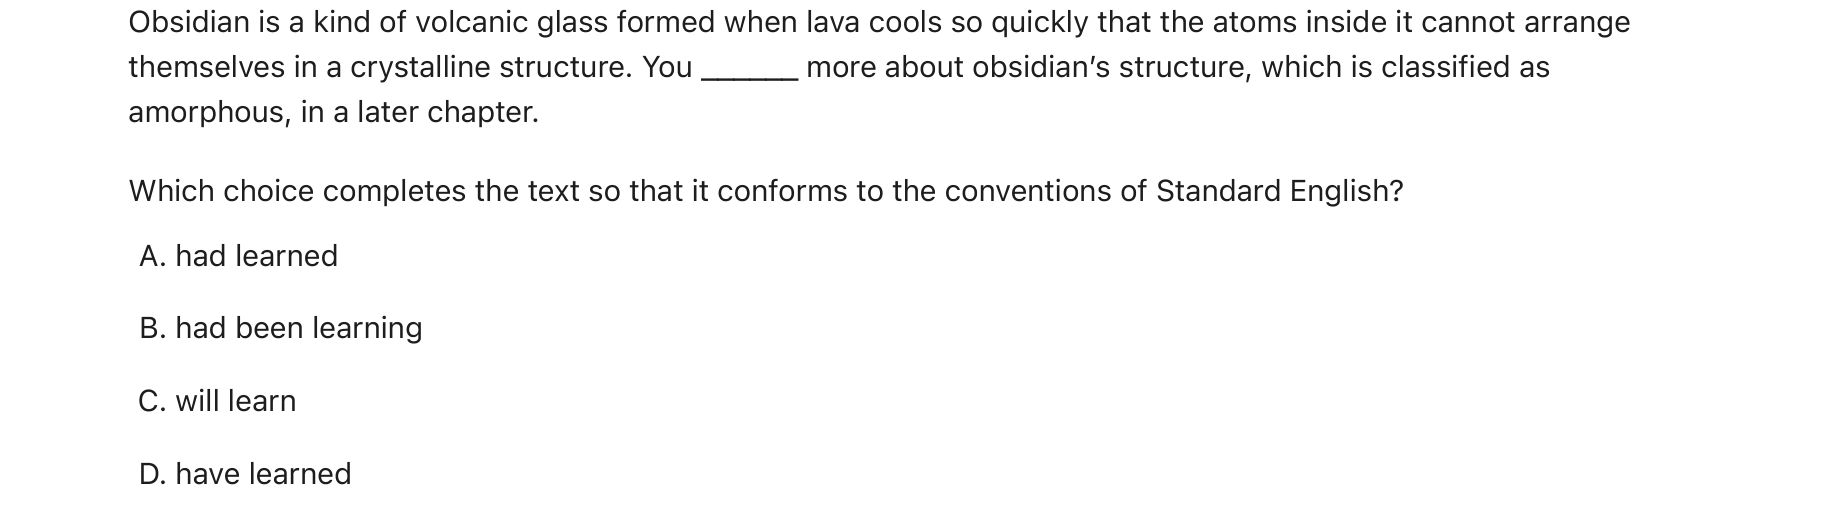 Obsidian is a kind of volcanic glass formed when lava cools so quickly that the atoms inside it cannot arrange
themselves in a crystalline structure. You ______ more about obsidian’s structure, which is classified as
amorphous, in a later chapter.
Which choice completes the text so that it conforms to the conventions of Standard English?
A. had learned
B. had been learning
C. will learn
D. have learned